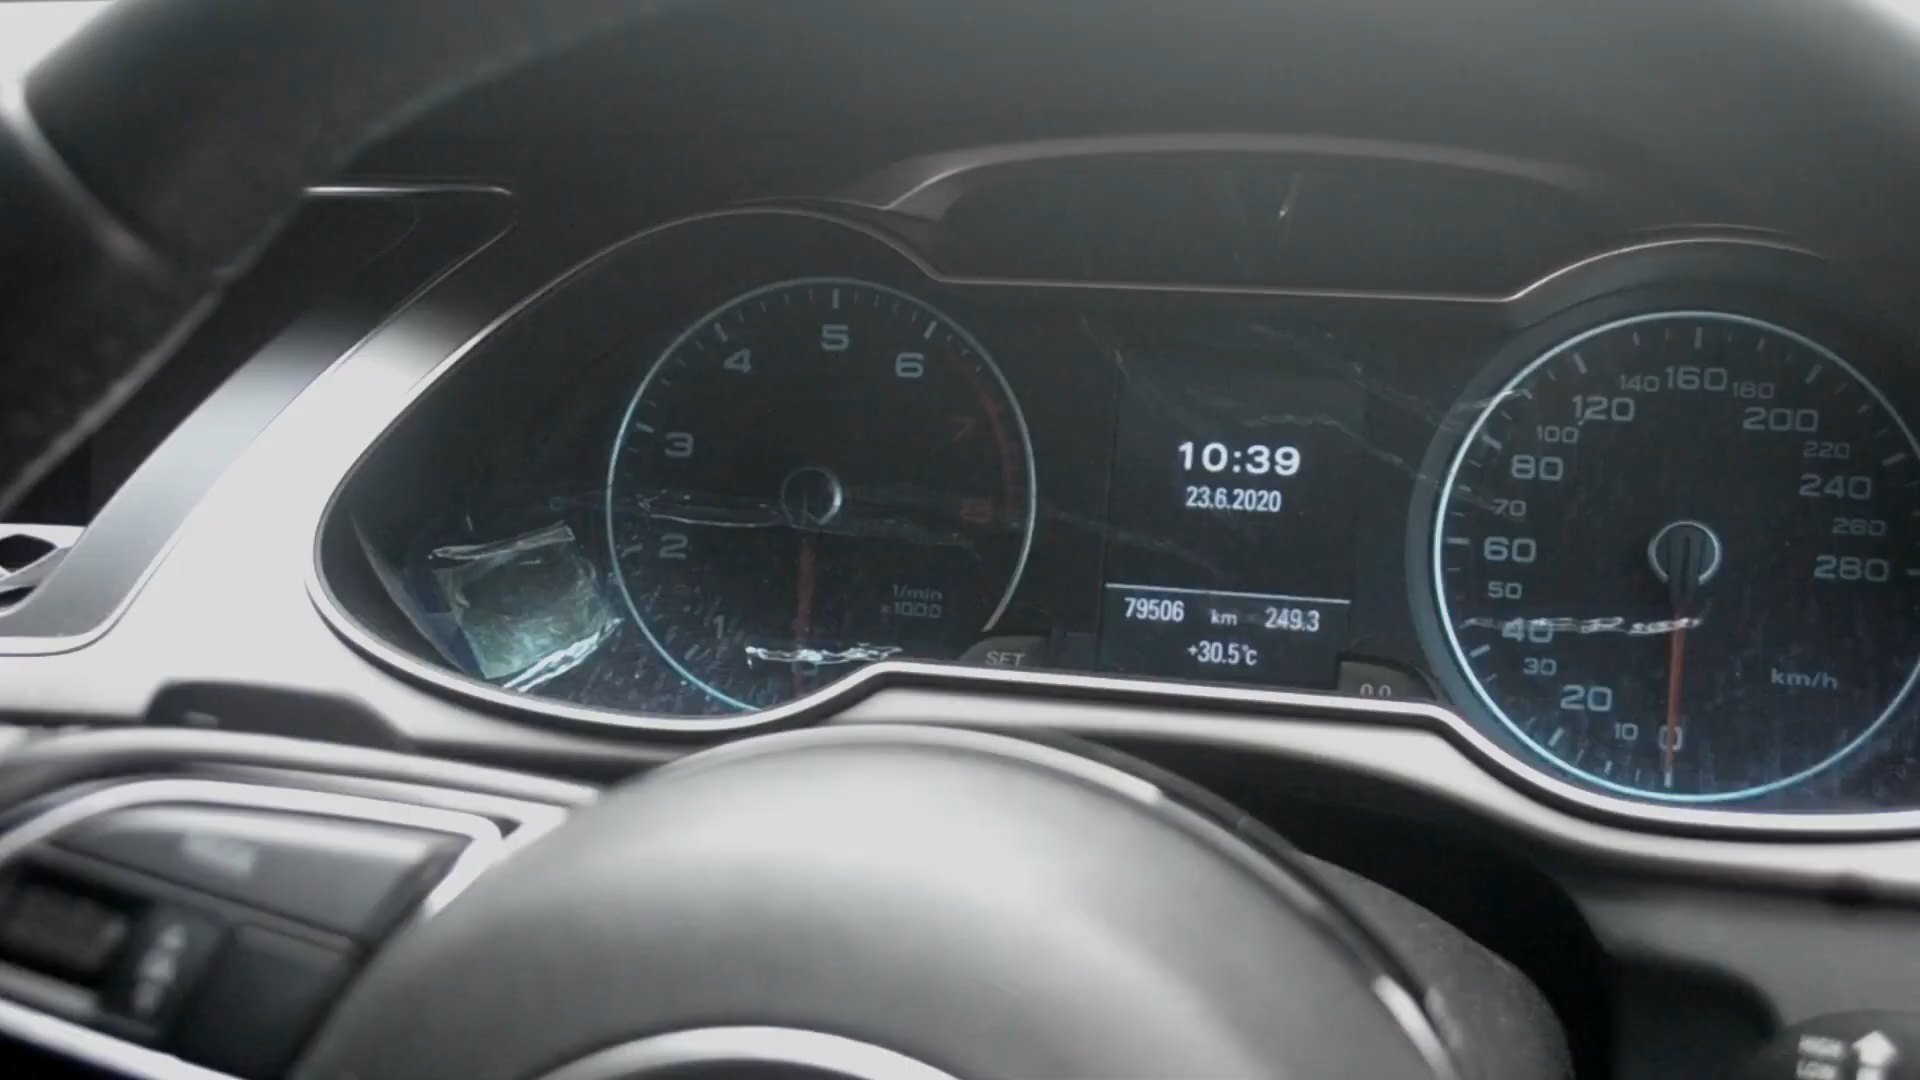 1 2 3 4 5 6 7 8
1/min
x1000
SET
10:39
23.6.2020
79506 km 249.3
+30.5°C
0.0
0 10 20 30 40 50 60 70 80 100 120 140 160 180 200 220 240 260 280
km/h
HIGH
LOW